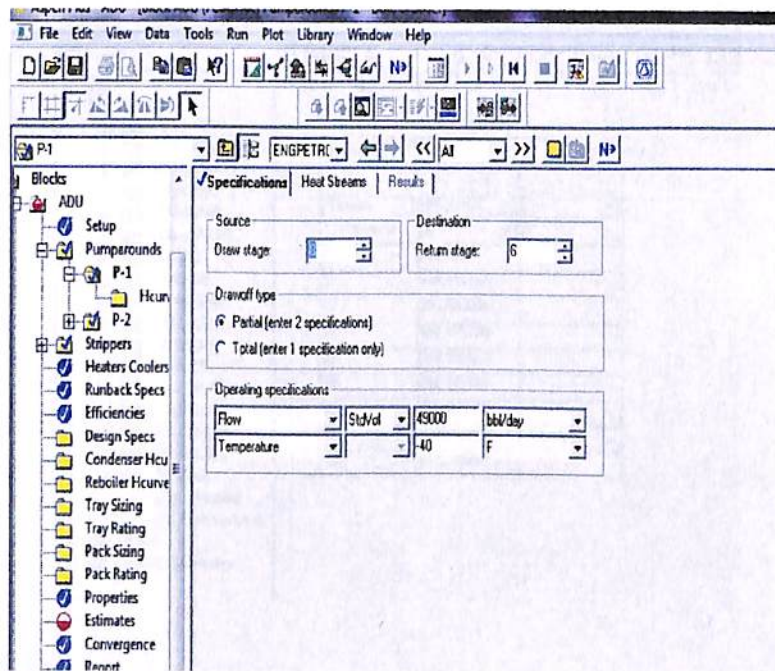 File Edit View Data Tools Run Plot Library Window Help
N>
P-1 ENGPETRC << All >> N>
Blocks
ADU
Setup
Pumparounds
P-1
Hcurv
P-2
Strippers
Heaters Coolers
Runback Specs
Efficiencies
Design Specs
Condenser Hcu
Reboiler Hcurve
Tray Sizing
Tray Rating
Pack Sizing
Pack Rating
Properties
Estimates
Convergence
Report
Specifications Heat Streams Results
Source
Draw stage:
Destination
Return stage: 6
Drawoff type
Partial (enter 2 specifications)
Total (enter 1 specification only)
Operating specifications
Flow StdVol 49000 bbl/day
Temperature -40 F